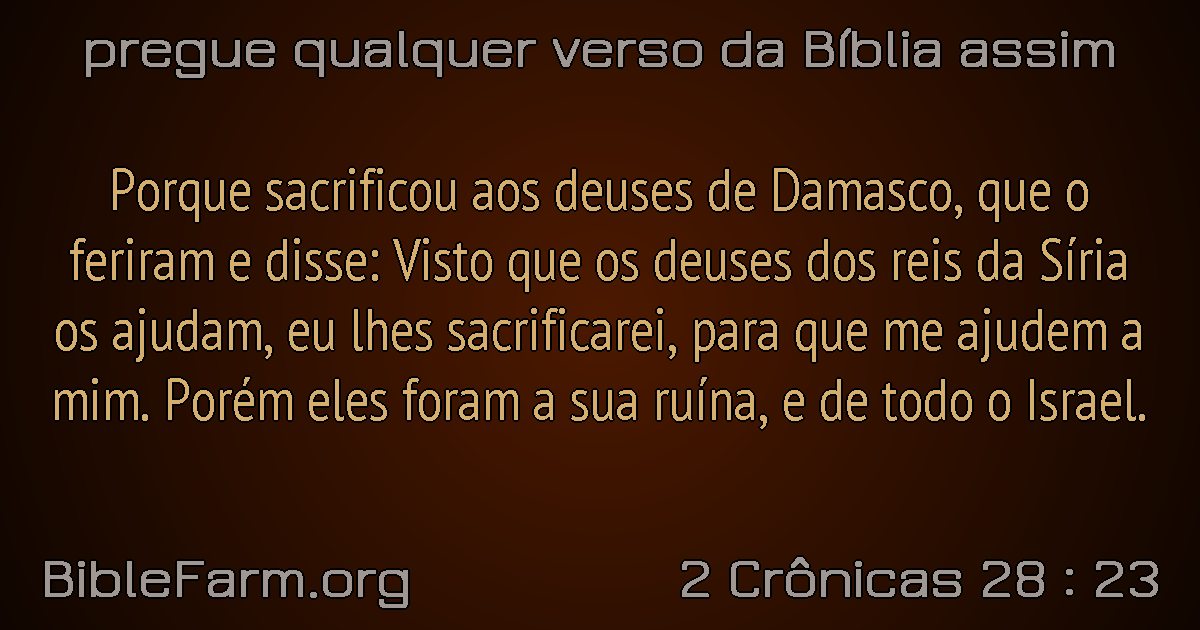 pregue qualquer verso da Bíblia assim
Porque sacrificou aos deuses de Damasco, que o
feriram e disse: Visto que os deuses dos reis da Síria
os ajudam, eu lhes sacrificarei, para que me ajudem a
mim. Porém eles foram a sua ruína, e de todo o Israel.
BibleFarm.org
2 Crônicas 28 : 23